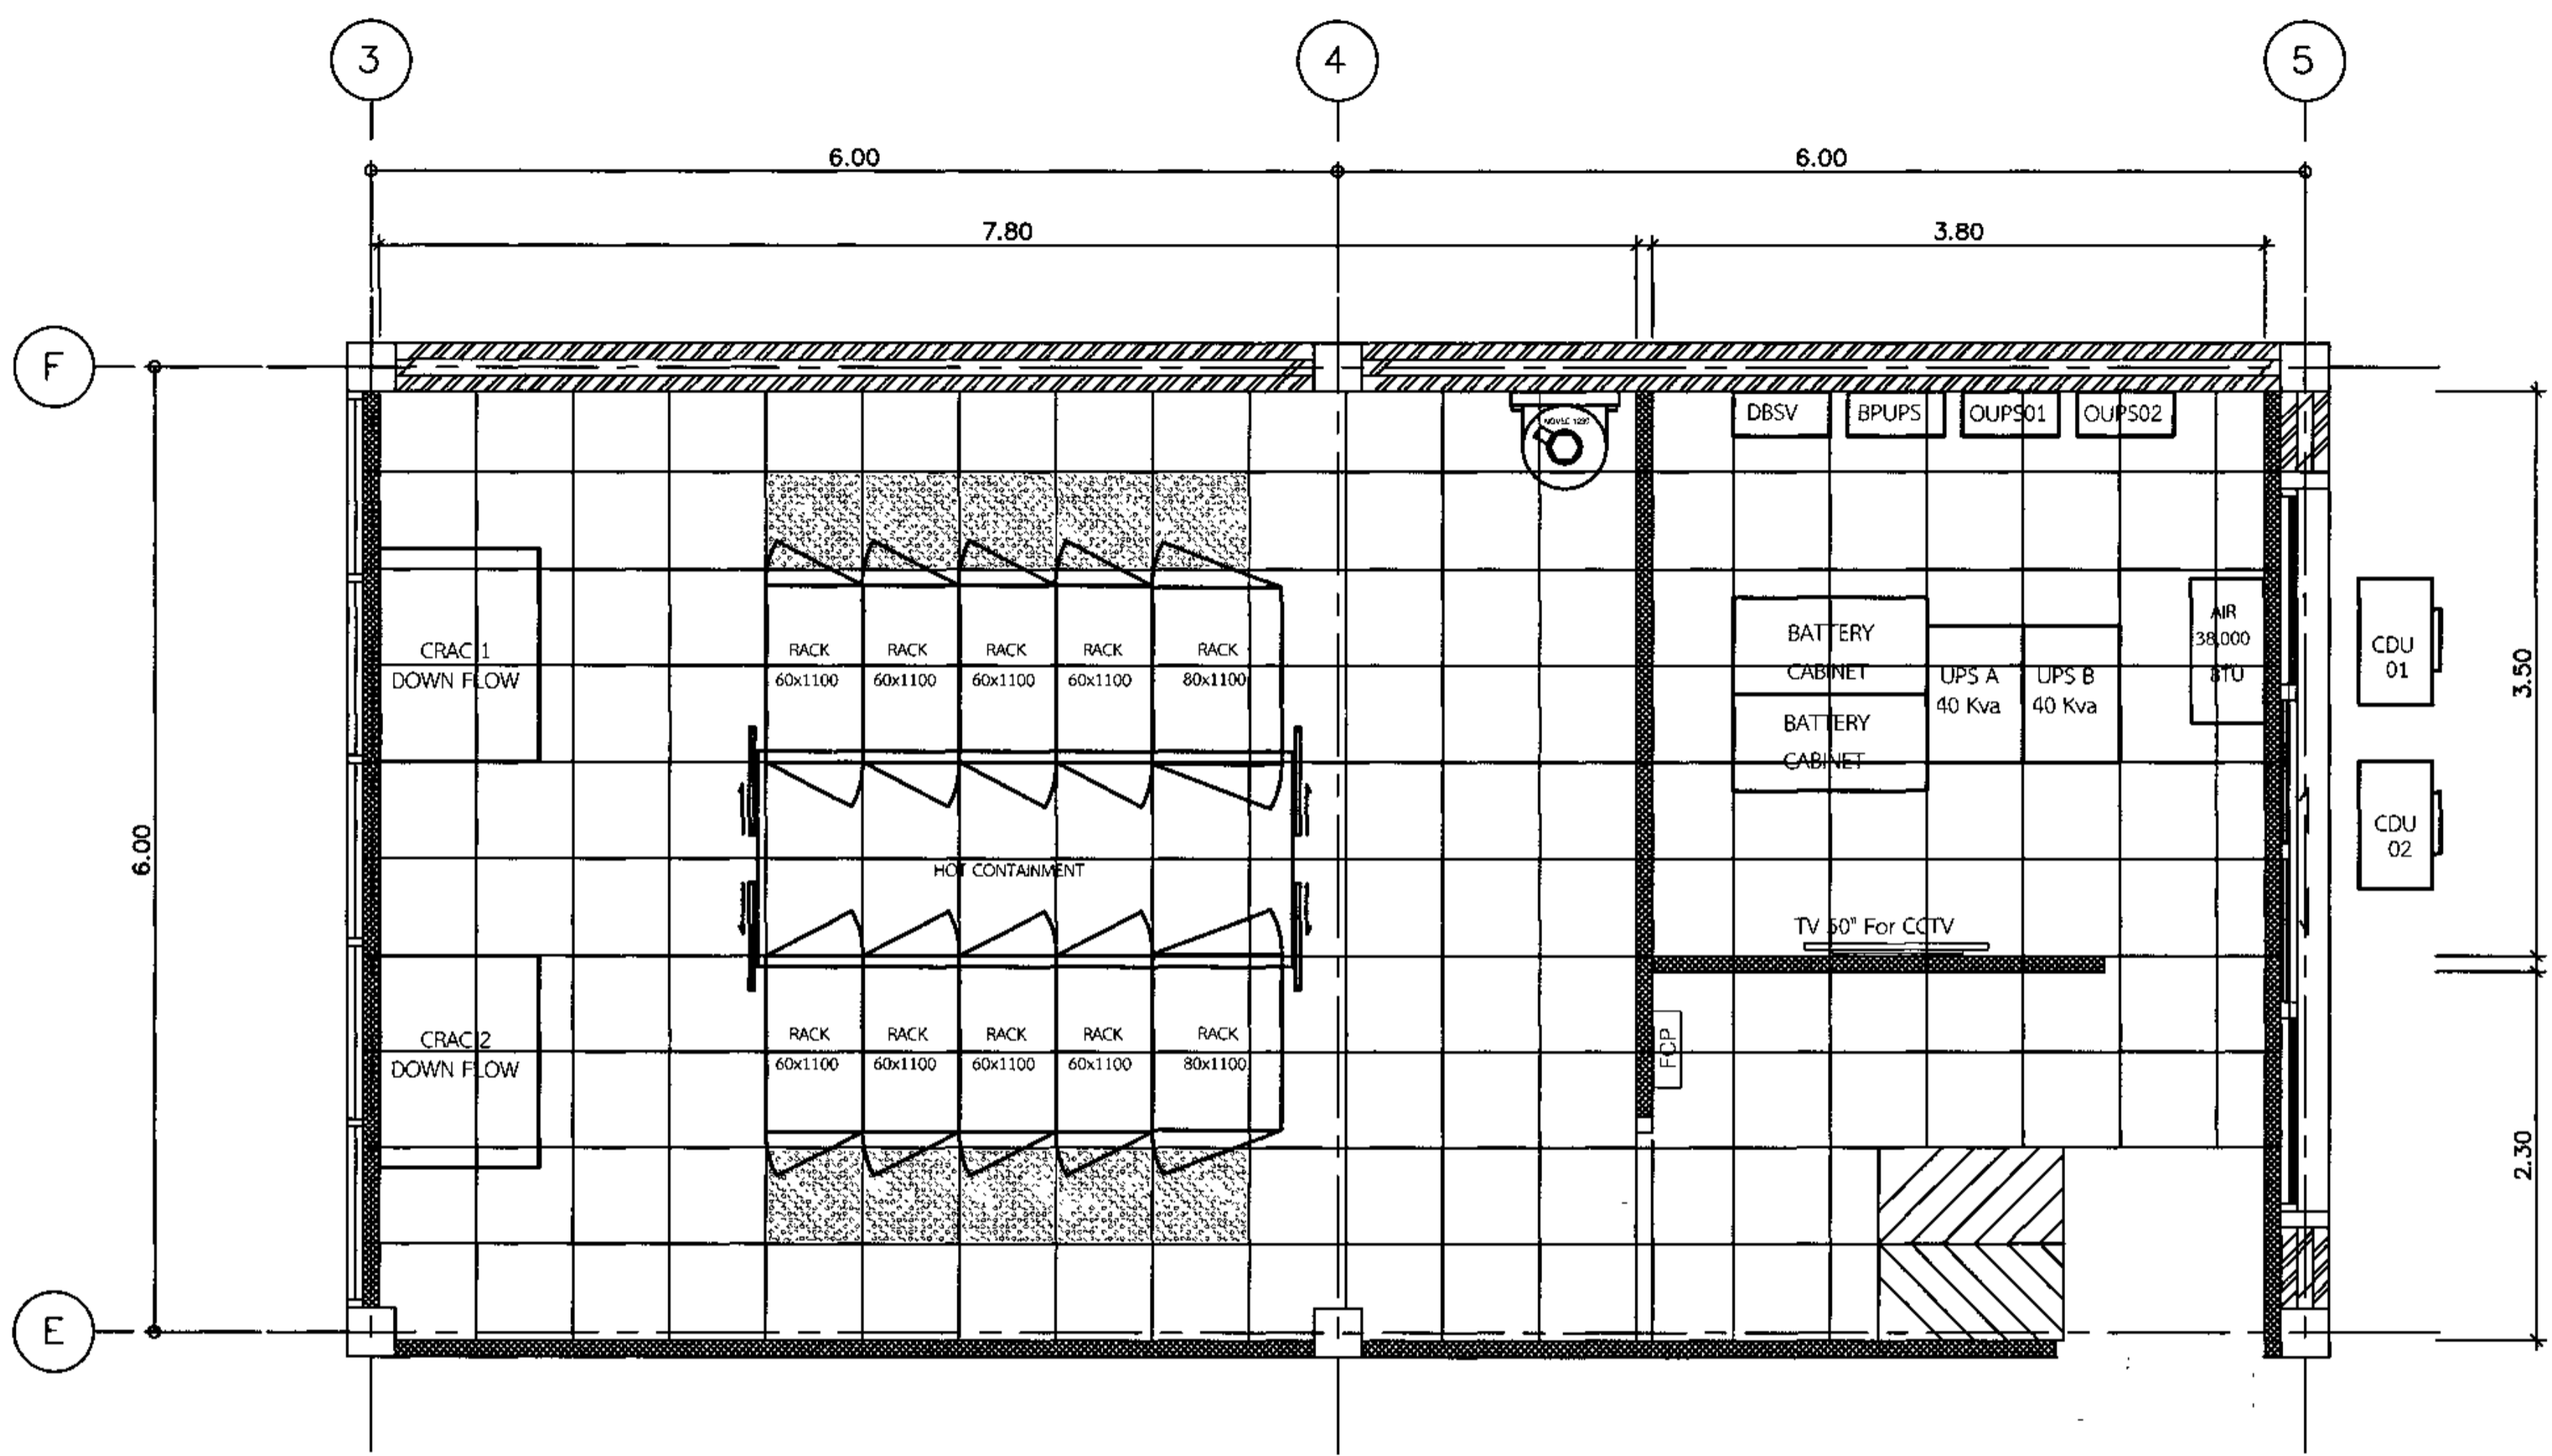 3
4
5
6.00
6.00
7.80
3.80
F
DBSV
BPUPS
OUPS01
OUPS02
CRAC 1
DOWN FLOW
RACK
60x1100
RACK
60x1100
RACK
60x1100
RACK
60x1100
RACK
80x1100
BATTERY
CABINET
BATTERY
CABINET
UPS A
40 Kva
UPS B
40 Kva
AIR
38,000
BTU
CDU
01
CDU
02
3.50
6.00
HOT CONTAINMENT
TV 50" For CCTV
CRAC 2
DOWN FLOW
RACK
60x1100
RACK
60x1100
RACK
60x1100
RACK
60x1100
RACK
80x1100
FCP
2.30
E